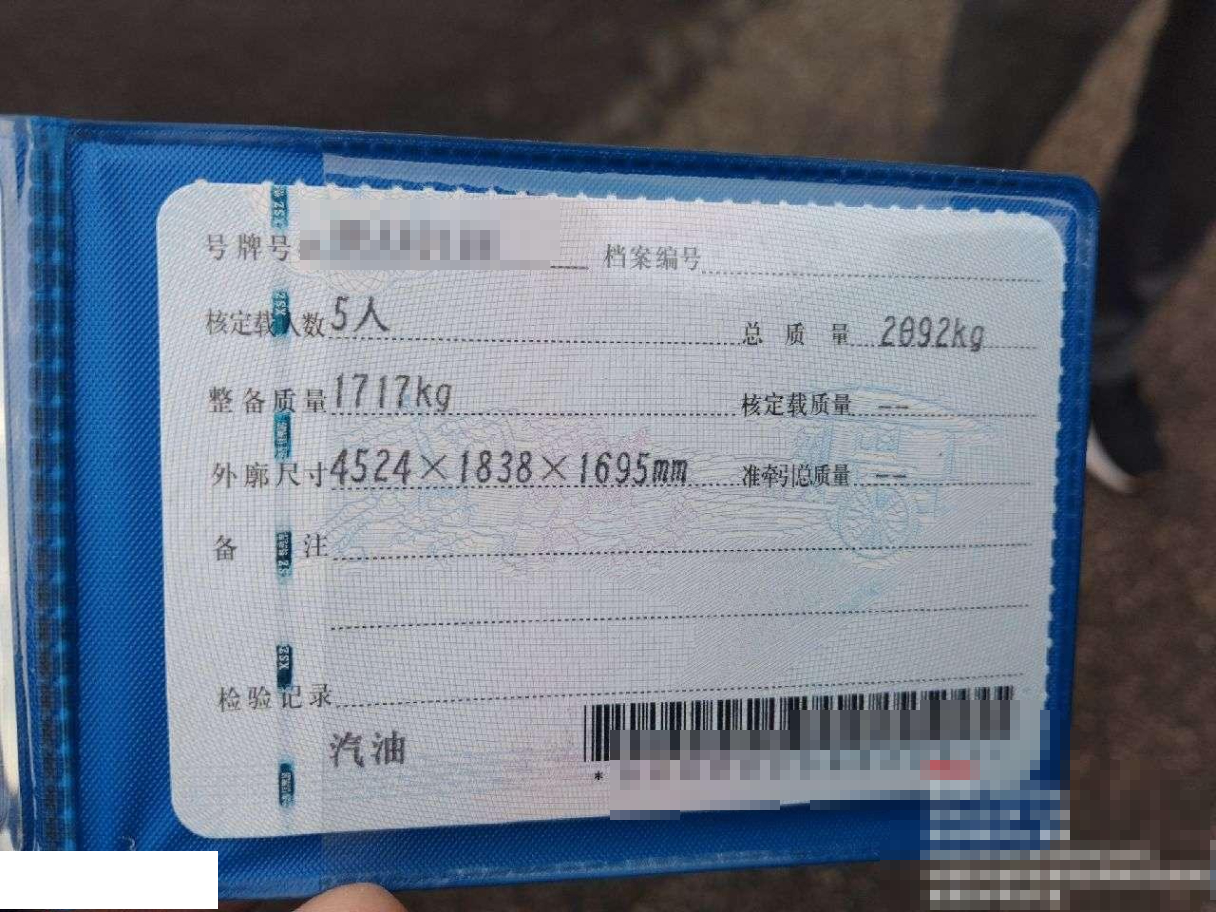 号牌号 档案编号
核定载人数 5人 总质量 2092kg
整备质量 1717kg 核定载质量 --
外廓尺寸 4524×1838×1695mm 准牵引总质量 --
备注
检验记录
汽油
*